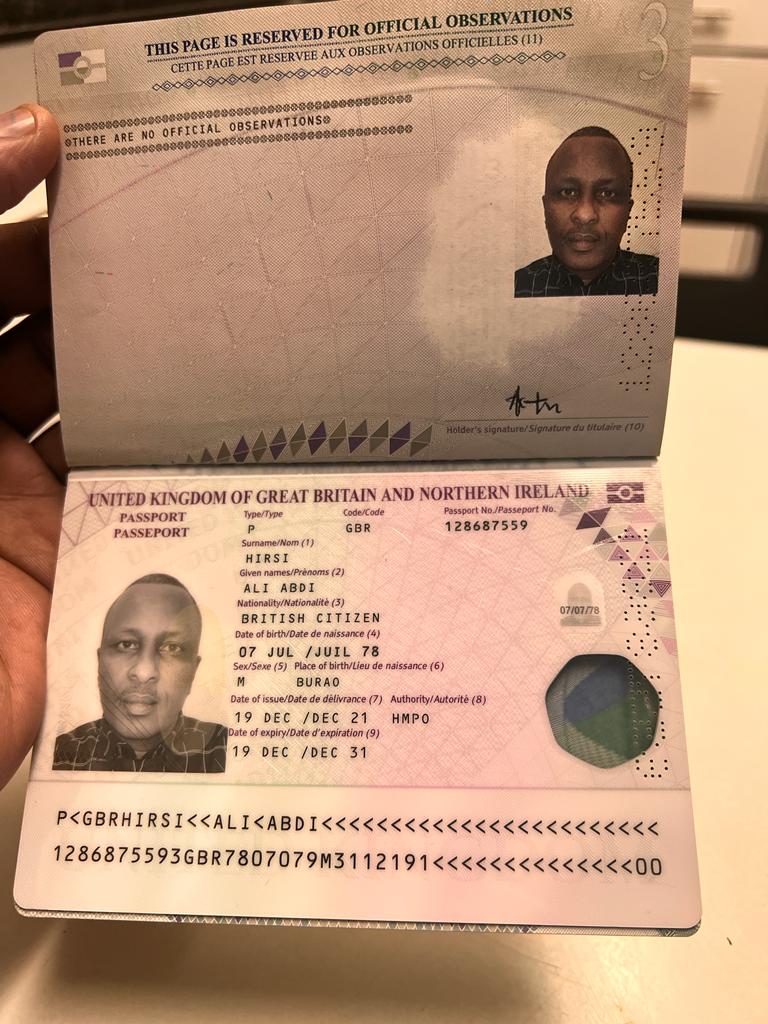 THIS PAGE IS RESERVED FOR OFFICIAL OBSERVATIONS
CETTE PAGE EST RESERVEE AUX OBSERVATIONS OFFICIELLES (11)
THERE ARE NO OFFICIAL OBSERVATIONS
Holder's signature/Signature du titulaire (10)
UNITED KINGDOM OF GREAT BRITAIN AND NORTHERN IRELAND
PASSPORT
PASSEPORT
Type/Type Code/Code Passport No./Passeport No.
P GBR 128687559
Surname/Nom (1)
HIRSI
Given names/Prénoms (2)
ALI ABDI
Nationality/Nationalité (3)
BRITISH CITIZEN
07/07/78
Date of birth/Date de naissance (4)
07 JUL /JUIL 78
Sex/Sexe (5) Place of birth/Lieu de naissance (6)
M BURAO
Date of issue/Date de délivrance (7) Authority/Autorité (8)
19 DEC /DEC 21 HMPO
Date of expiry/Date d'expiration (9)
19 DEC /DEC 31
P<GBRHIRSI<<ALI<ABDI<<<<<<<<<<<<<<<<<<<<<<<<
1286875593GBR7807079M3112191<<<<<<<<<<<<<<00